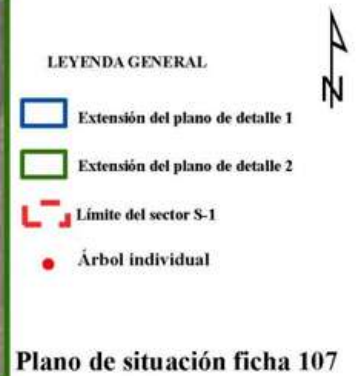 N
LEYENDA GENERAL
Extensión del plano de detalle 1
Extensión del plano de detalle 2
Límite del sector S-1
Árbol individual
Plano de situación ficha 107